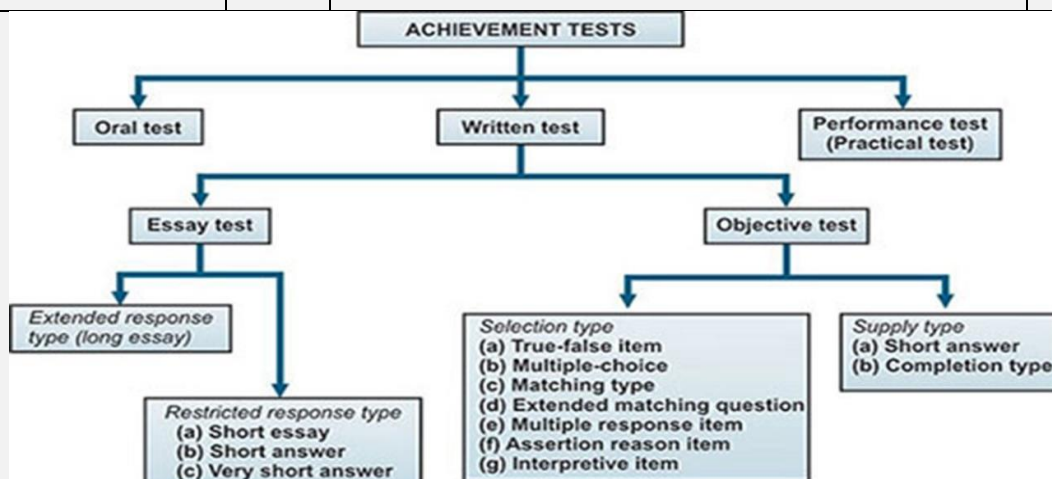 ACHIEVEMENT TESTS
Oral test
Written test
Performance test
(Practical test)
Essay test
Objective test
Extended response
type (long essay)
Restricted response type
(a) Short essay
(b) Short answer
(c) Very short answer
Selection type
(a) True-false item
(b) Multiple-choice
(c) Matching type
(d) Extended matching question
(e) Multiple response item
(f) Assertion reason item
(g) Interpretive item
Supply type
(a) Short answer
(b) Completion type